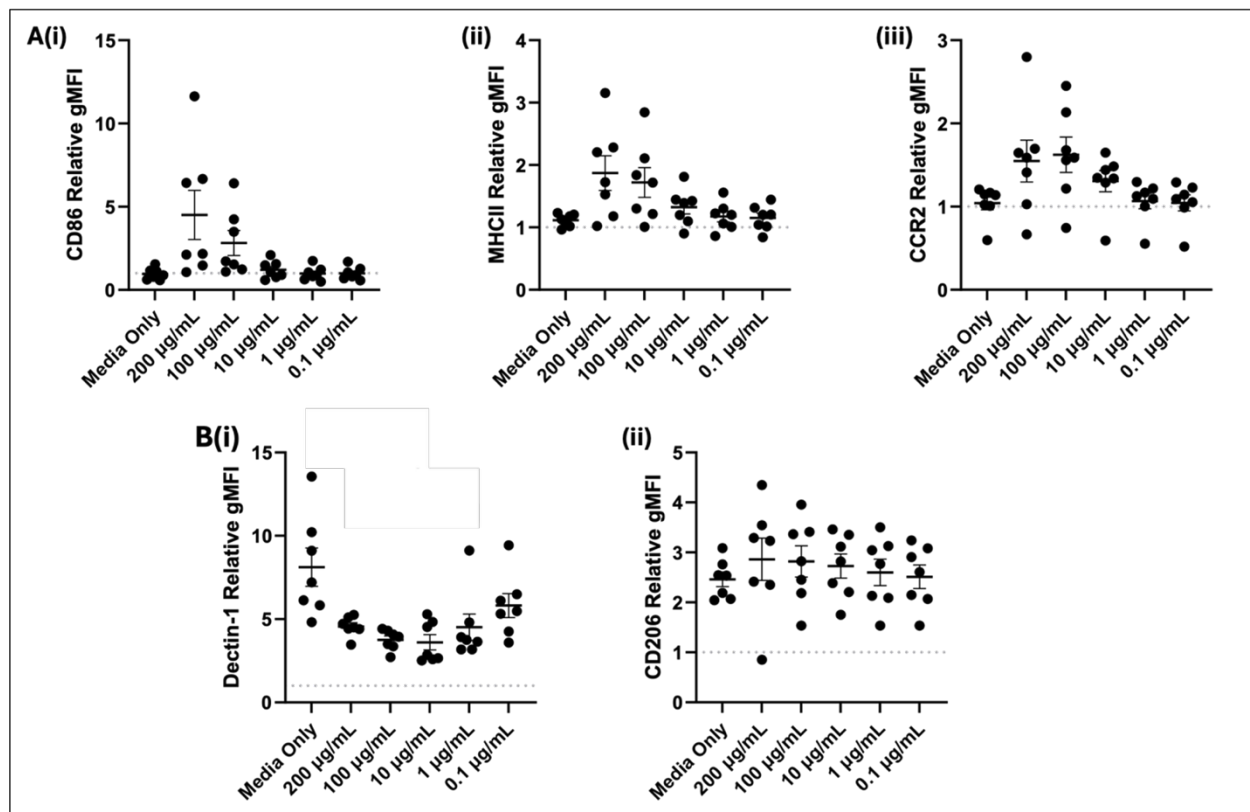 A(i)
CD86 Relative gMFI
15
10
5
0
Media Only
200 µg/mL
100 µg/mL
10 µg/mL
1 µg/mL
0.1 µg/mL
(ii)
MHCII Relative gMFI
4
3
2
1
0
Media Only
200 µg/mL
100 µg/mL
10 µg/mL
1 µg/mL
0.1 µg/mL
(iii)
CCR2 Relative gMFI
3
2
1
0
Media Only
200 µg/mL
100 µg/mL
10 µg/mL
1 µg/mL
0.1 µg/mL
B(i)
Dectin-1 Relative gMFI
15
10
5
0
Media Only
200 µg/mL
100 µg/mL
10 µg/mL
1 µg/mL
0.1 µg/mL
(ii)
CD206 Relative gMFI
5
4
3
2
1
0
Media Only
200 µg/mL
100 µg/mL
10 µg/mL
1 µg/mL
0.1 µg/mL